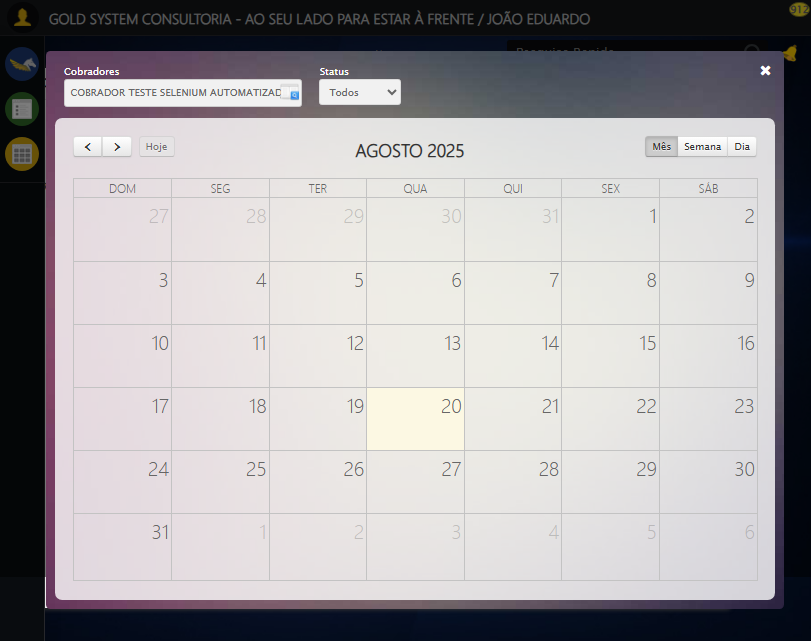 GOLD SYSTEM CONSULTORIA - AO SEU LADO PARA ESTAR À FRENTE / JOÃO EDUARDO
912
Pesquisa Rapida
Cobradores Status
COBRADOR TESTE SELENIUM AUTOMATIZAD Todos
Hoje AGOSTO 2025 Mês Semana Dia
DOM SEG TER QUA QUI SEX SÁB
27 28 29 30 31 1 2
3 4 5 6 7 8 9
10 11 12 13 14 15 16
17 18 19 20 21 22 23
24 25 26 27 28 29 30
31 1 2 3 4 5 6